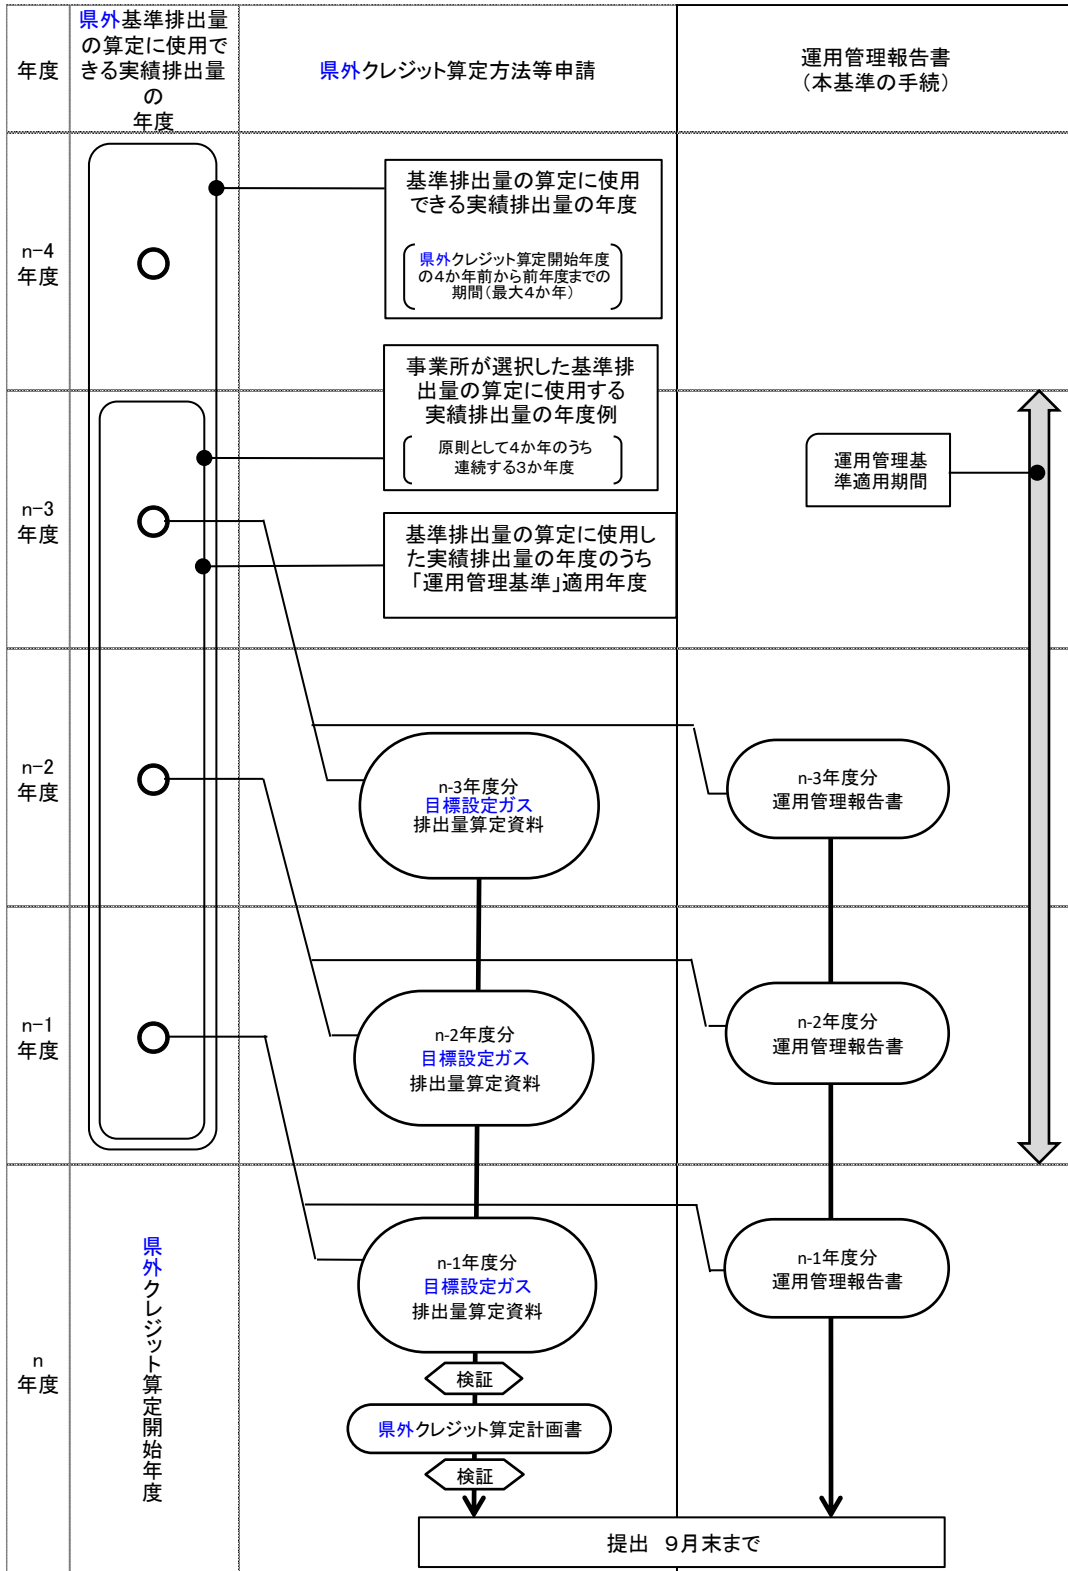 年度
県外基準排出量
の算定に使用で
きる実績排出量
の
年度
県外クレジット算定方法等申請
運用管理報告書
（本基準の手続）
n-4
年度
基準排出量の算定に使用
できる実績排出量の年度
県外クレジット算定開始年度
の４か年前から前年度までの
期間（最大４か年）
事業所が選択した基準排
出量の算定に使用する
実績排出量の年度例
原則として４か年のうち
連続する３か年度
n-3
年度
基準排出量の算定に使用し
た実績排出量の年度のうち
「運用管理基準」適用年度
運用管理基
準適用期間
n-2
年度
n-3年度分
目標設定ガス
排出量算定資料
n-3年度分
運用管理報告書
n-1
年度
n-2年度分
目標設定ガス
排出量算定資料
n-2年度分
運用管理報告書
n
年度
県外クレジット算定開始年度
n-1年度分
目標設定ガス
排出量算定資料
n-1年度分
運用管理報告書
検証
県外クレジット算定計画書
検証
提出　９月末まで